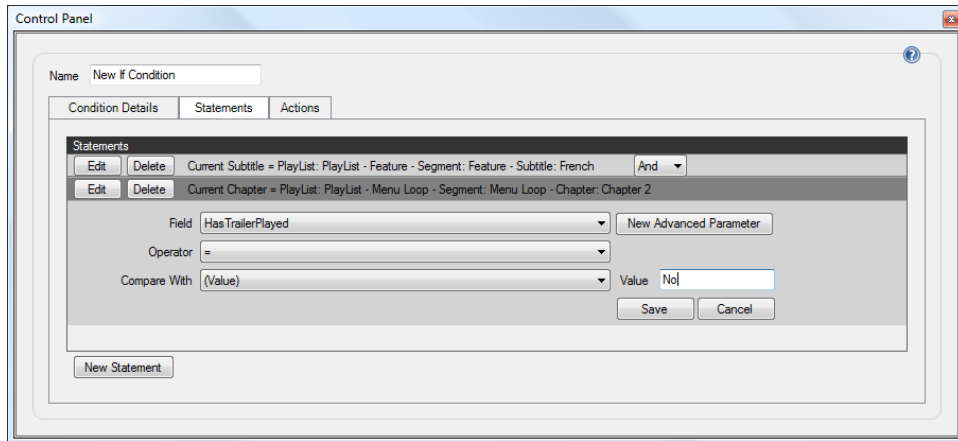 Control Panel
Name New If Condition
Condition Details Statements Actions
Statements
Edit Delete Current Subtitle = PlayList: PlayList - Feature - Segment: Feature - Subtitle: French And
Edit Delete Current Chapter = PlayList: PlayList - Menu Loop - Segment: Menu Loop - Chapter: Chapter 2
Field HasTrailerPlayed New Advanced Parameter
Operator =
Compare With (Value) Value No
Save Cancel
New Statement